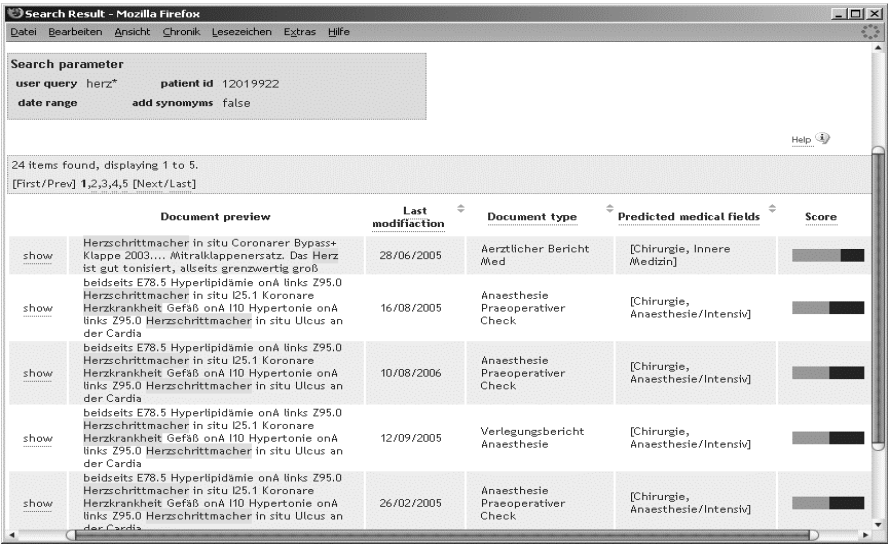 Search Result - Mozilla Firefox
Datei Bearbeiten Ansicht Chronik Lesezeichen Extras Hilfe
Search parameter
user query herz* patient id 12019922
date range add synomyms false
Help
24 items found, displaying 1 to 5.
[First/Prev] 1,2,3,4,5 [Next/Last]
Document preview Last modifiaction Document type Predicted medical fields Score
show
Herzschrittmacher in situ Coronarer Bypass+
Klappe 2003.... Mitralklappenersatz. Das Herz
ist gut tonisiert, allseits grenzwertig groß
28/06/2005
Aerztlicher Bericht
Med
[Chirurgie, Innere
Medizin]
show
beidseits E78.5 Hyperlipidämie onA links Z95.0
Herzschrittmacher in situ I25.1 Koronare
Herzkrankheit Gefäß onA I10 Hypertonie onA
links Z95.0 Herzschrittmacher in situ Ulcus an
der Cardia
16/08/2005
Anaesthesie
Praeoperativer
Check
[Chirurgie,
Anaesthesie/Intensiv]
show
beidseits E78.5 Hyperlipidämie onA links Z95.0
Herzschrittmacher in situ I25.1 Koronare
Herzkrankheit Gefäß onA I10 Hypertonie onA
links Z95.0 Herzschrittmacher in situ Ulcus an
der Cardia
10/08/2006
Anaesthesie
Praeoperativer
Check
[Chirurgie,
Anaesthesie/Intensiv]
show
beidseits E78.5 Hyperlipidämie onA links Z95.0
Herzschrittmacher in situ I25.1 Koronare
Herzkrankheit Gefäß onA I10 Hypertonie onA
links Z95.0 Herzschrittmacher in situ Ulcus an
der Cardia
12/09/2005
Verlegungsbericht
Anaesthesie
[Chirurgie,
Anaesthesie/Intensiv]
show
beidseits E78.5 Hyperlipidämie onA links Z95.0
Herzschrittmacher in situ I25.1 Koronare
Herzkrankheit Gefäß onA I10 Hypertonie onA
links Z95.0 Herzschrittmacher in situ Ulcus an
der Cardia
26/02/2005
Anaesthesie
Praeoperativer
Check
[Chirurgie,
Anaesthesie/Intensiv]